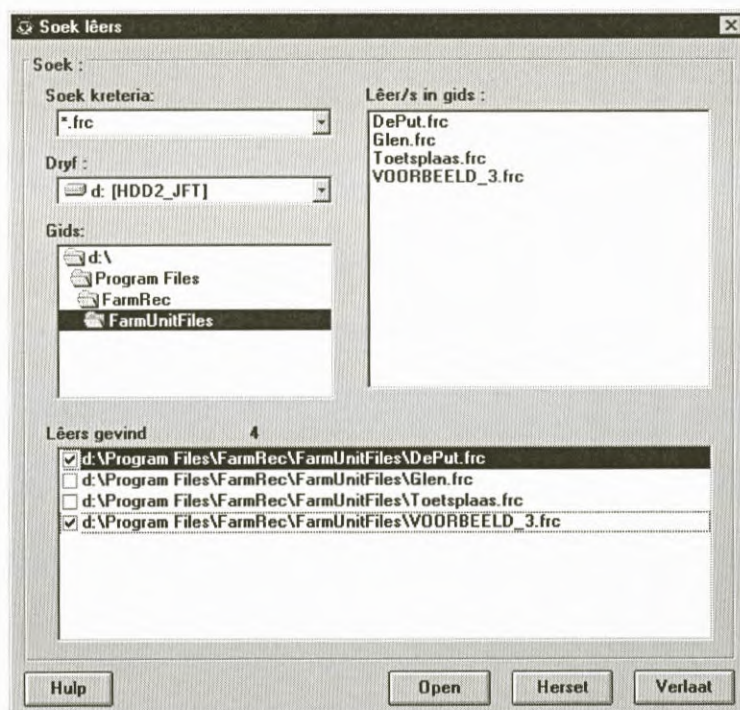 Soek lêers
Soek :
Soek kreteria:
*.frc
Dryf :
d: [HDD2_JFT]
Gids:
d:\
Program Files
FarmRec
FarmUnitFiles
Lêer/s in gids :
DePut.frc
Glen.frc
Toetsplaas.frc
VOORBEELD_3.frc
Lêers gevind 4
d:\Program Files\FarmRec\FarmUnitFiles\DePut.frc
d:\Program Files\FarmRec\FarmUnitFiles\Glen.frc
d:\Program Files\FarmRec\FarmUnitFiles\Toetsplaas.frc
d:\Program Files\FarmRec\FarmUnitFiles\VOORBEELD_3.frc
Hulp Open Herset Verlaat